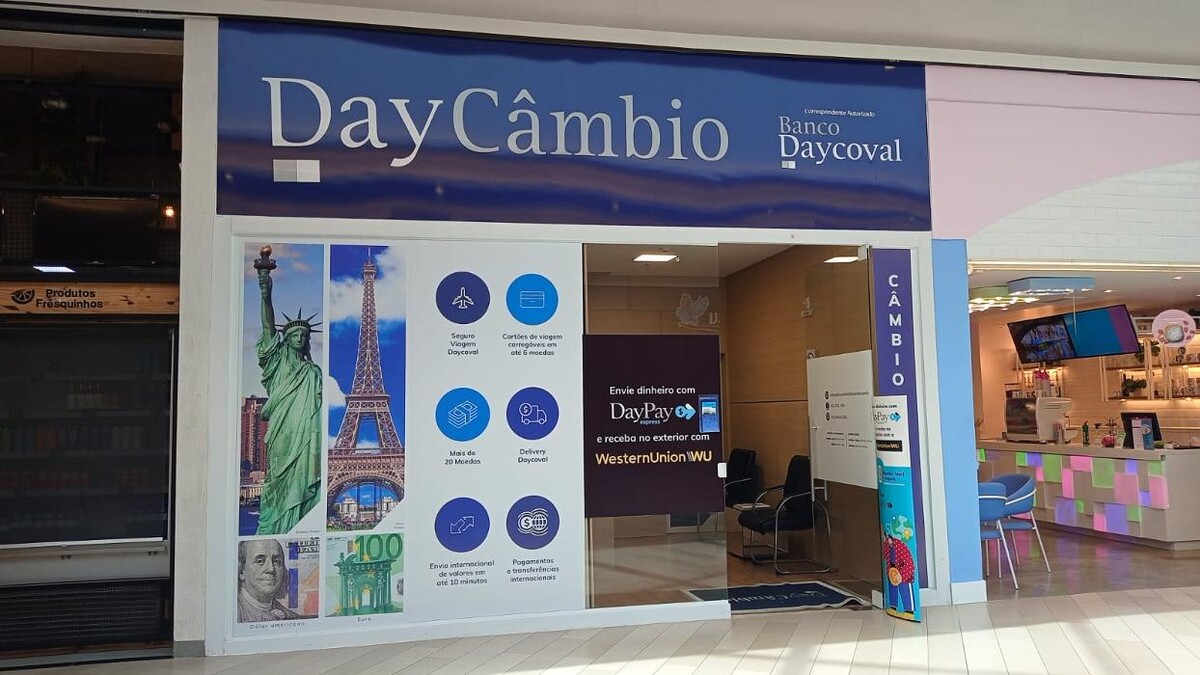 DayCâmbio
Correspondente Autorizado
Banco
Daycoval
Produtos
Fresquinhos
Seguro
Viagem
Daycoval
Cartões de viagem
carregáveis em
até 6 moedas
Mais de
20 Moedas
Delivery
Daycoval
Envio internacional
de valores em
até 10 minutos
Pagamentos
e transferências
internacionais
100
Dólar americano
Euro
Envie dinheiro com
DayPay
express
e receba no exterior com
WesternUnion WU
CÂMBIO
DayCâmbio